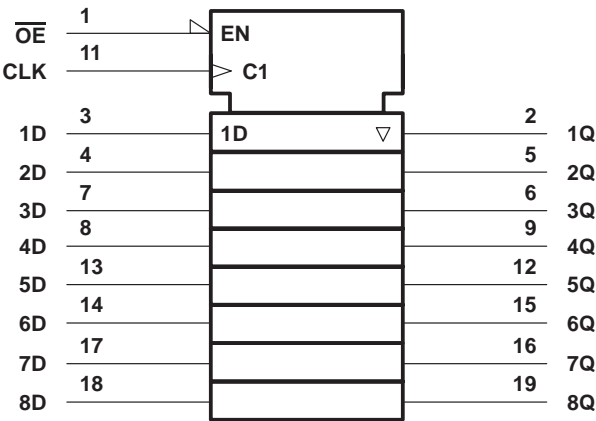 O̅E̅ 1 EN
CLK 11 C1
1D 3 1D 2 1Q
2D 4 5 2Q
3D 7 6 3Q
4D 8 9 4Q
5D 13 12 5Q
6D 14 15 6Q
7D 17 16 7Q
8D 18 19 8Q